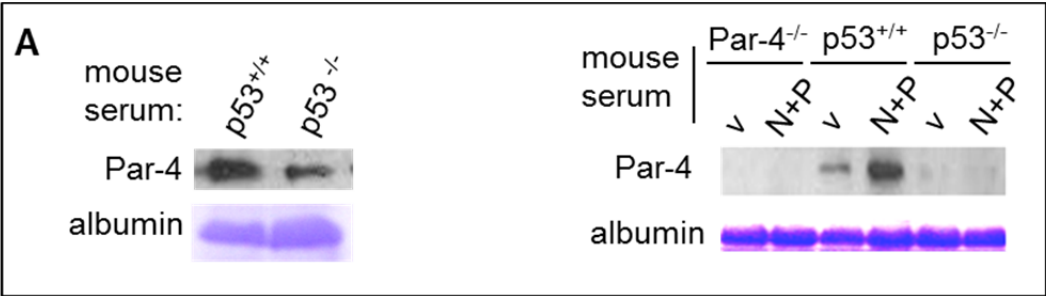 A
mouse
serum:
p53+/+
p53 -/-
Par-4
albumin
mouse
serum
Par-4-/-
p53+/+
p53-/-
v
N+P
v
N+P
v
N+P
Par-4
albumin